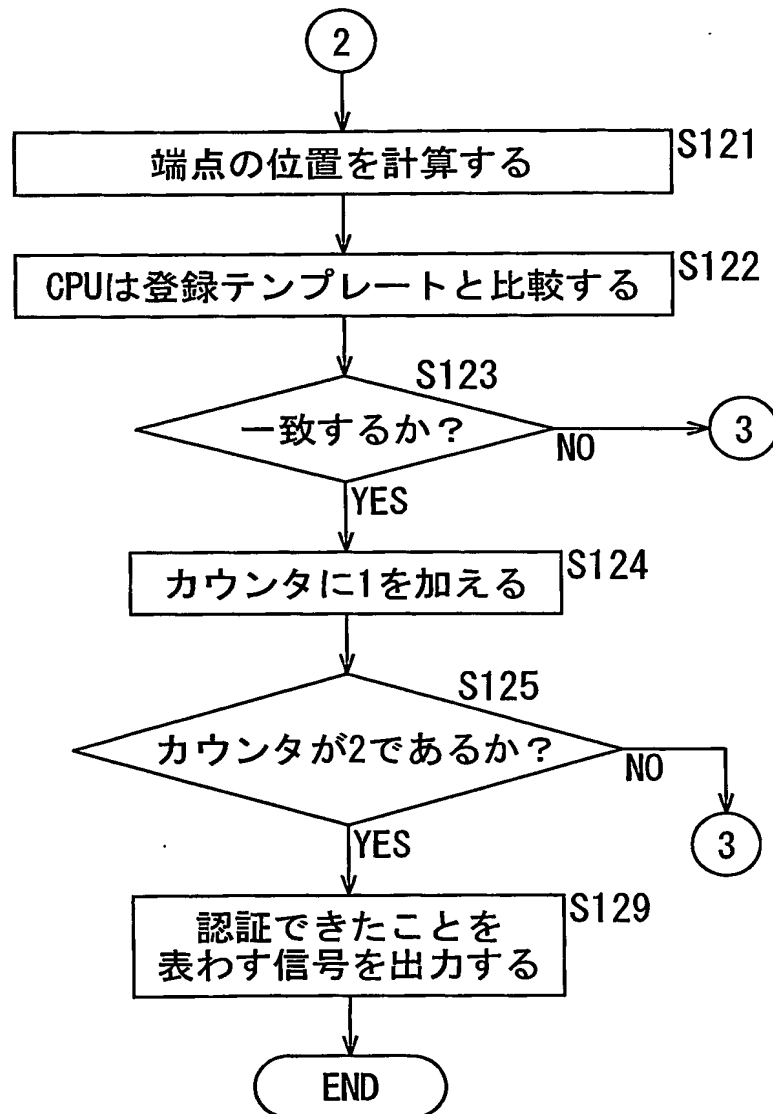 2
端点の位置を計算する
S121
CPUは登録テンプレートと比較する
S122
S123
一致するか?
NO
3
YES
カウンタに1を加える
S124
S125
カウンタが2であるか?
NO
3
YES
認証できたことを
表わす信号を出力する
S129
END